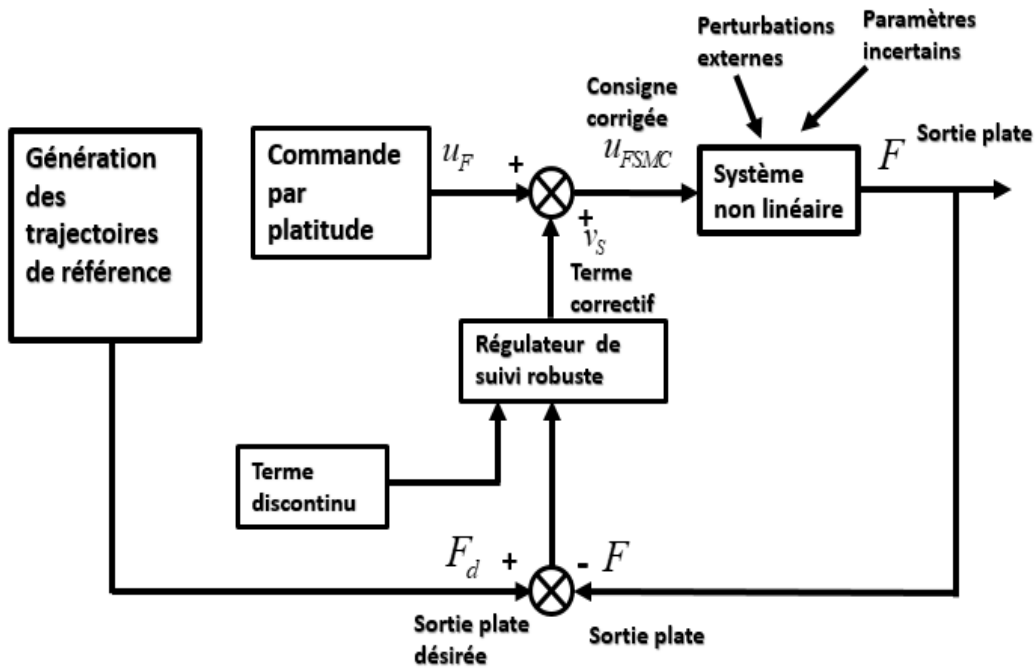 Perturbations
externes
Paramètres
incertains
Consigne
corrigée
u_FSMC
Génération
des
trajectoires
de référence
Commande
par
platitude
u_F
+
+
v_S
Système
non linéaire
F
Sortie plate
Terme
correctif
Régulateur de
suivi robuste
Terme
discontinu
F_d
+
- F
Sortie plate
désirée
Sortie plate